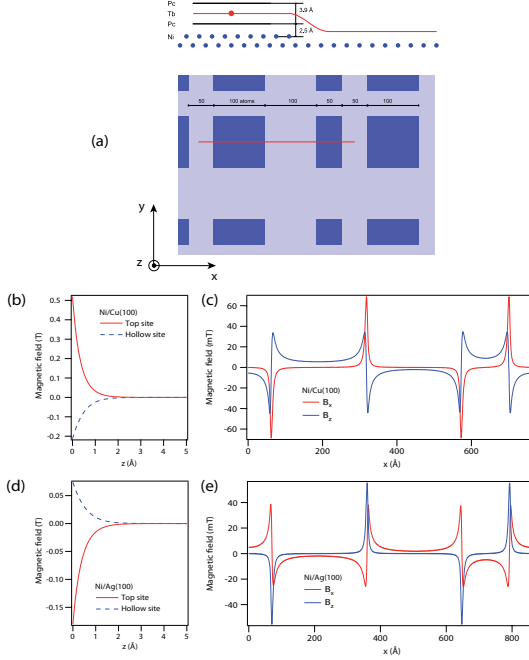 Pc
Tb
Pc
Ni
3.9 Å
2.5 Å
50 100 atoms 100 50 50 100
(a)
y
z
x
(b)
Magnetic field (T)
0.5
0.4
0.3
0.2
0.1
0.0
-0.1
-0.2
Ni/Cu(100)
Top site
Hollow site
0 1 2 3 4 5
z (Å)
(c)
Magnetic field (mT)
60
40
20
0
-20
-40
-60
Ni/Cu(100)
Bx
Bz
0 200 400 600
x (Å)
(d)
Magnetic field (T)
0.05
0.00
-0.05
-0.10
-0.15
Ni/Ag(100)
Top site
Hollow site
0 1 2 3 4 5
z (Å)
(e)
Magnetic field (mT)
40
20
0
-20
-40
Ni/Ag(100)
Bx
Bz
0 200 400 600 800
x (Å)